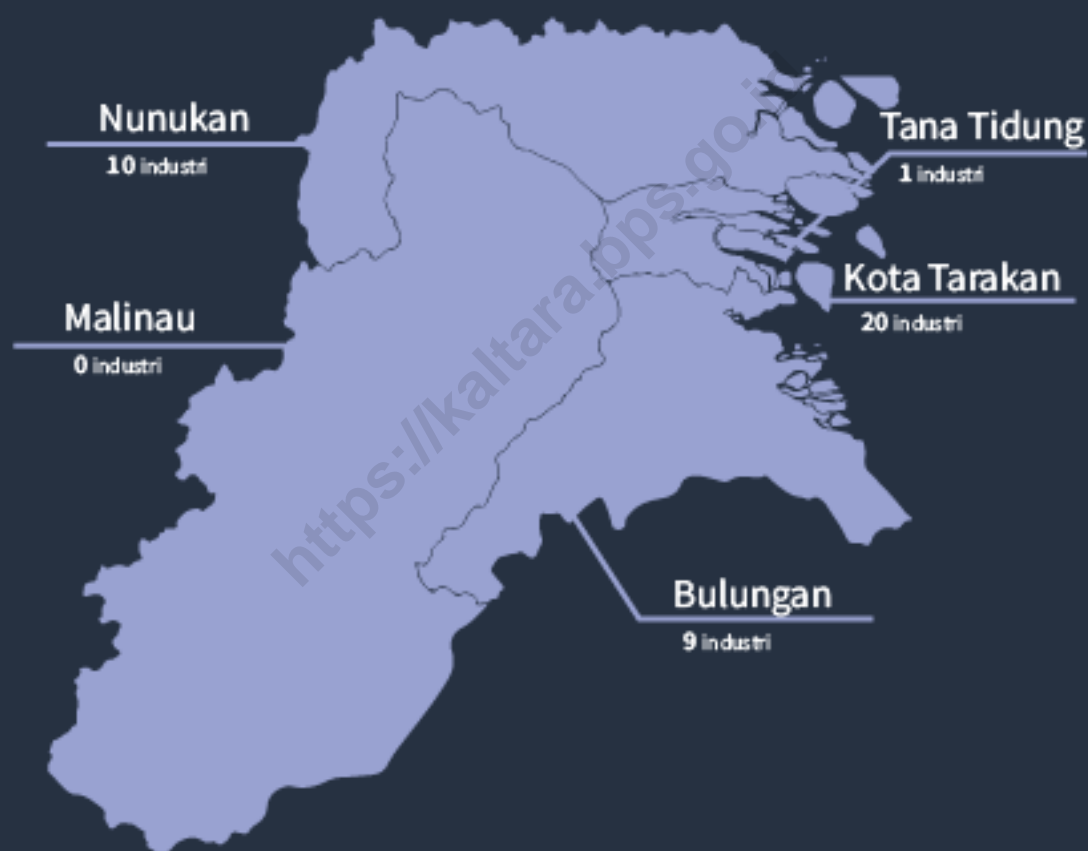 Nunukan
10 industri
Tana Tidung
1 industri
Kota Tarakan
20 industri
Malinau
0 industri
Bulungan
9 industri
https://kaltara.bps.go.id